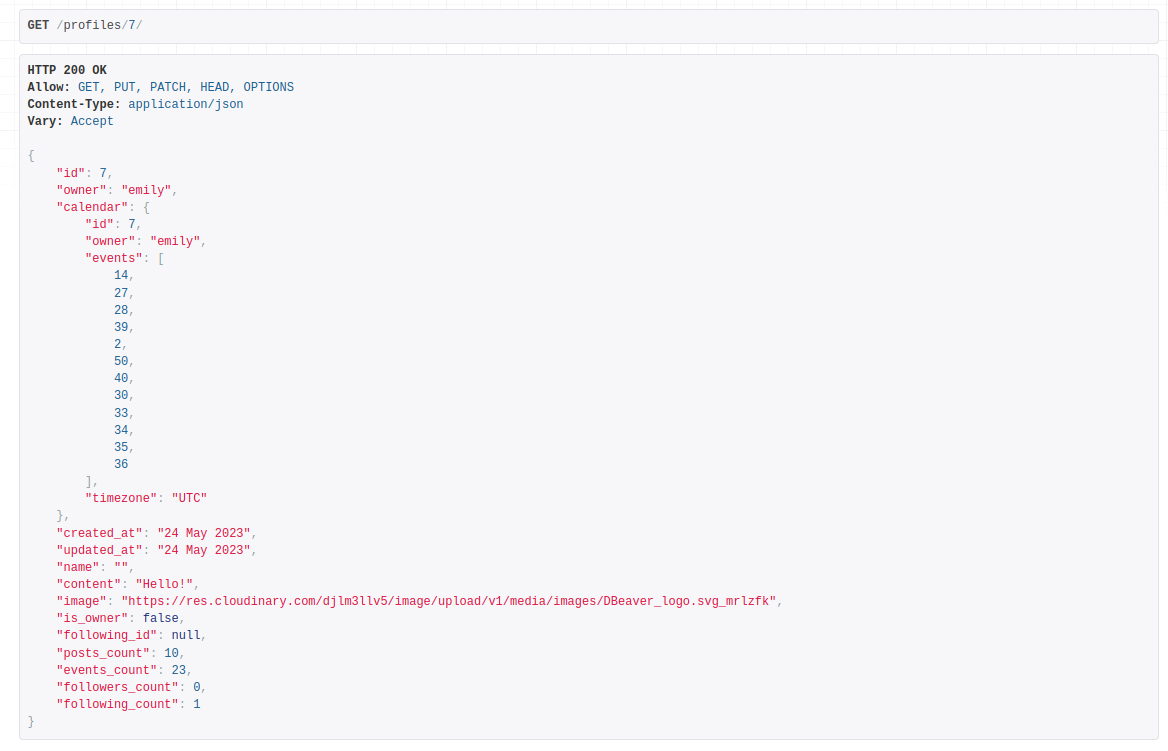 GET /profiles/7/
HTTP 200 OK
Allow: GET, PUT, PATCH, HEAD, OPTIONS
Content-Type: application/json
Vary: Accept
{
    "id": 7,
    "owner": "emily",
    "calendar": {
        "id": 7,
        "owner": "emily",
        "events": [
            14,
            27,
            28,
            39,
            2,
            50,
            40,
            30,
            33,
            34,
            35,
            36
        ],
        "timezone": "UTC"
    },
    "created_at": "24 May 2023",
    "updated_at": "24 May 2023",
    "name": "",
    "content": "Hello!",
    "image": "https://res.cloudinary.com/djlm3llv5/image/upload/v1/media/images/DBeaver_logo.svg_mrlzfk",
    "is_owner": false,
    "following_id": null,
    "posts_count": 10,
    "events_count": 23,
    "followers_count": 0,
    "following_count": 1
}